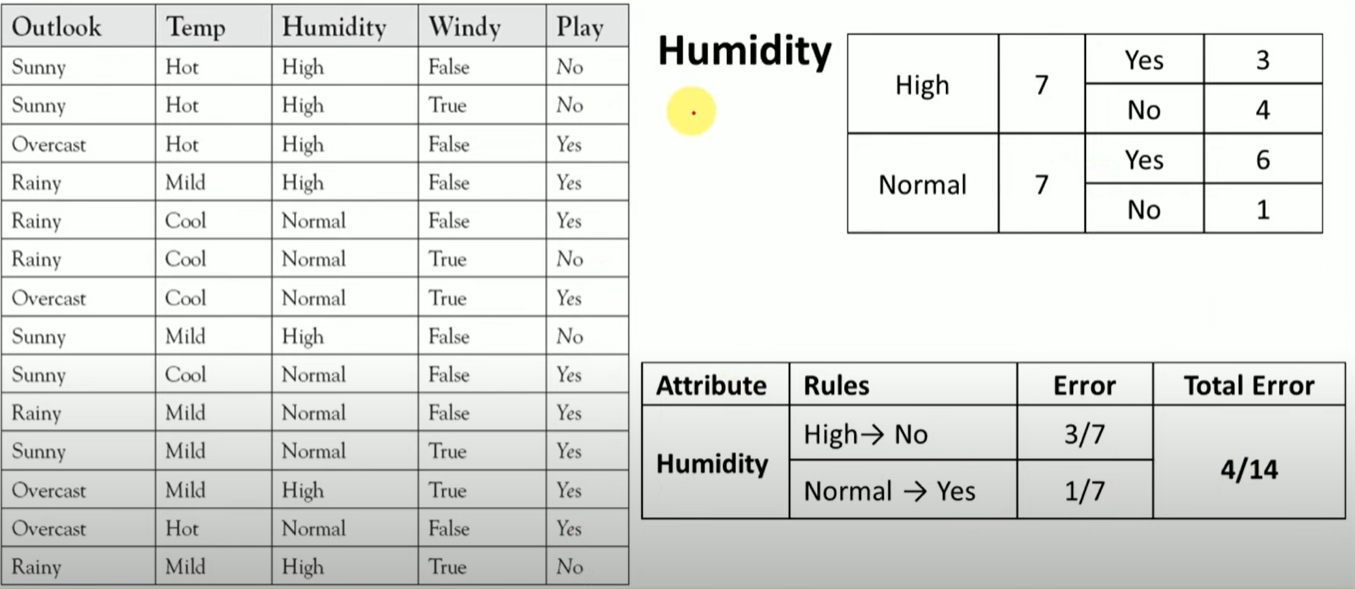 Outlook Temp Humidity Windy Play
Sunny Hot High False No
Sunny Hot High True No
Overcast Hot High False Yes
Rainy Mild High False Yes
Rainy Cool Normal False Yes
Rainy Cool Normal True No
Overcast Cool Normal True Yes
Sunny Mild High False No
Sunny Cool Normal False Yes
Rainy Mild Normal False Yes
Sunny Mild Normal True Yes
Overcast Mild High True Yes
Overcast Hot Normal False Yes
Rainy Mild High True No
Humidity
High 7 Yes 3
No 4
Normal 7 Yes 6
No 1
Attribute Rules Error Total Error
Humidity High→ No 3/7 4/14
Normal → Yes 1/7